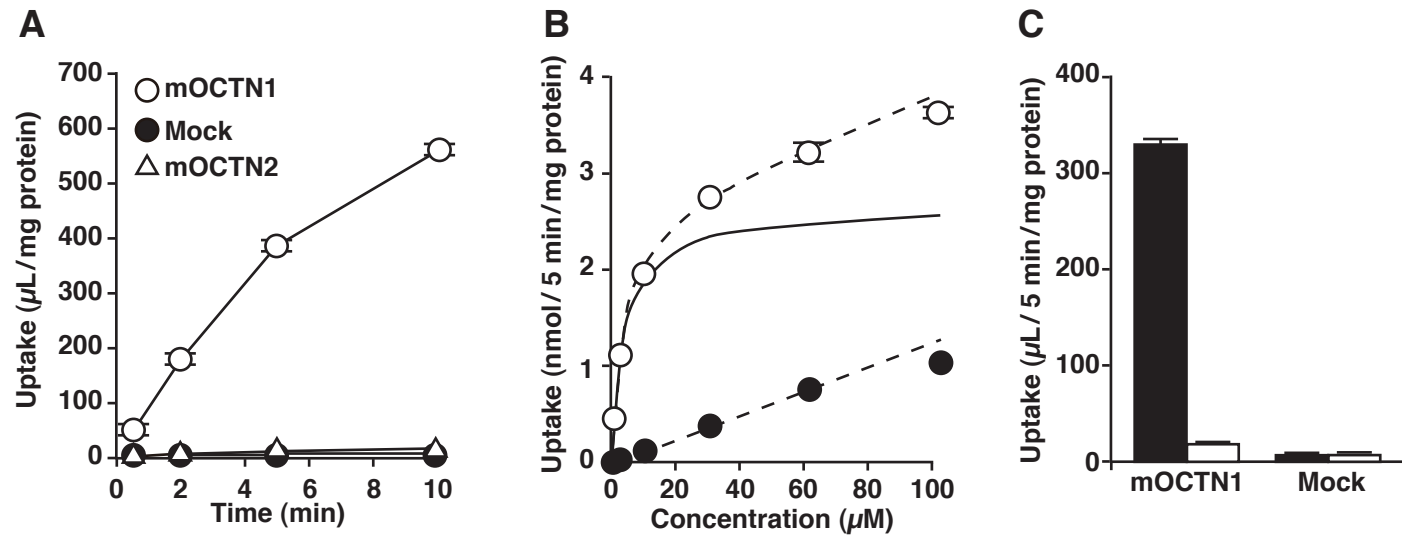 A
Uptake (µL/mg protein)
700
600
500
400
300
200
100
0
mOCTN1
Mock
mOCTN2
0 2 4 6 8 10
Time (min)
B
Uptake (nmol/5 min/mg protein)
4
3
2
1
0
0 20 40 60 80 100
Concentration (µM)
C
Uptake (µL/5 min/mg protein)
400
300
200
100
0
mOCTN1 Mock